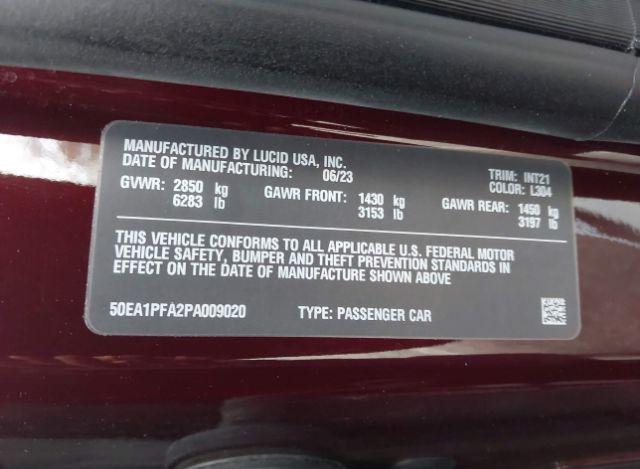 MANUFACTURED BY LUCID USA, INC.
DATE OF MANUFACTURING: 06/23 TRIM: INT21
COLOR: L304
GVWR: 2850 kg GAWR FRONT: 1430 kg GAWR REAR: 1450 kg
6283 lb 3153 lb 3197 lb
THIS VEHICLE CONFORMS TO ALL APPLICABLE U.S. FEDERAL MOTOR
VEHICLE SAFETY, BUMPER AND THEFT PREVENTION STANDARDS IN
EFFECT ON THE DATE OF MANUFACTURE SHOWN ABOVE
50EA1PFA2PA009020 TYPE: PASSENGER CAR